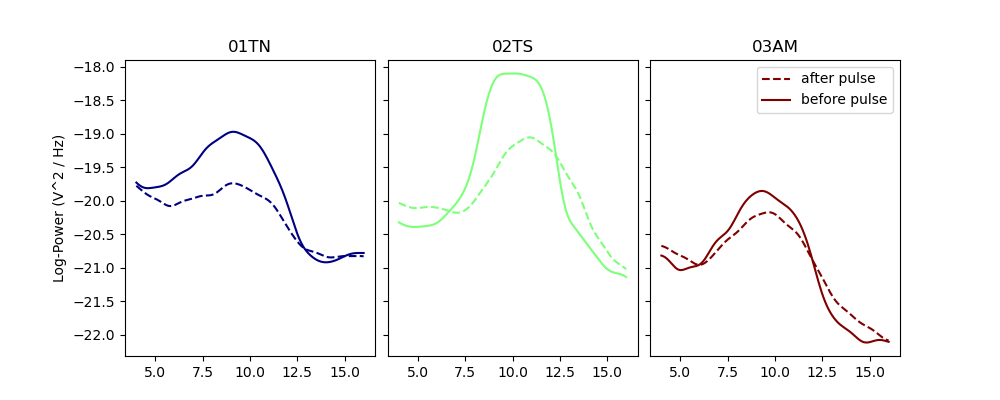 01TN
02TS
03AM
Log-Power (V^2 / Hz)
−18.0
−18.5
−19.0
−19.5
−20.0
−20.5
−21.0
−21.5
−22.0
after pulse
before pulse
5.0 7.5 10.0 12.5 15.0
5.0 7.5 10.0 12.5 15.0
5.0 7.5 10.0 12.5 15.0